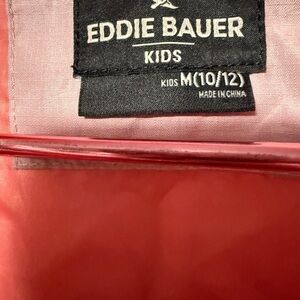 EDDIE BAUER
KIDS
KIDS M(10/12)
MADE IN CHINA